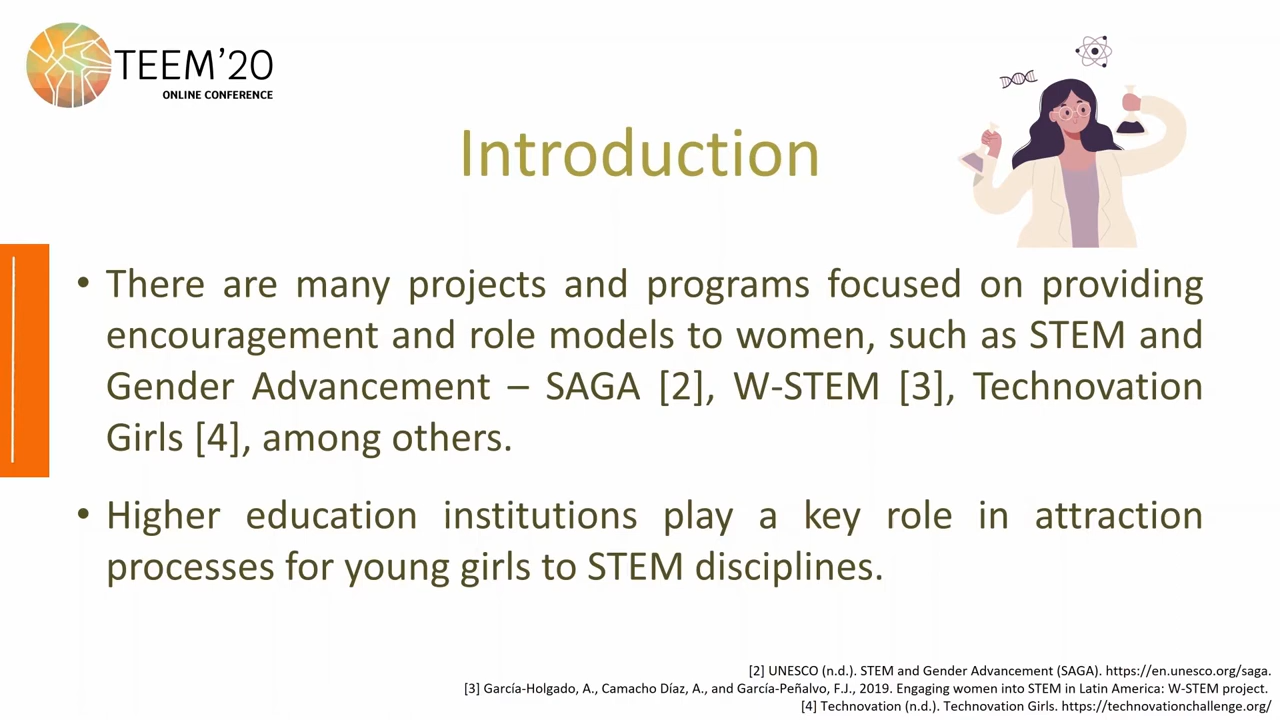 TEEM’20
ONLINE CONFERENCE
Introduction
• There are many projects and programs focused on providing
encouragement and role models to women, such as STEM and
Gender Advancement – SAGA [2], W-STEM [3], Technovation
Girls [4], among others.
• Higher education institutions play a key role in attraction
processes for young girls to STEM disciplines.
[2] UNESCO (n.d.). STEM and Gender Advancement (SAGA). https://en.unesco.org/saga.
[3] García-Holgado, A., Camacho Díaz, A., and García-Peñalvo, F.J., 2019. Engaging women into STEM in Latin America: W-STEM project.
[4] Technovation (n.d.). Technovation Girls. https://technovationchallenge.org/